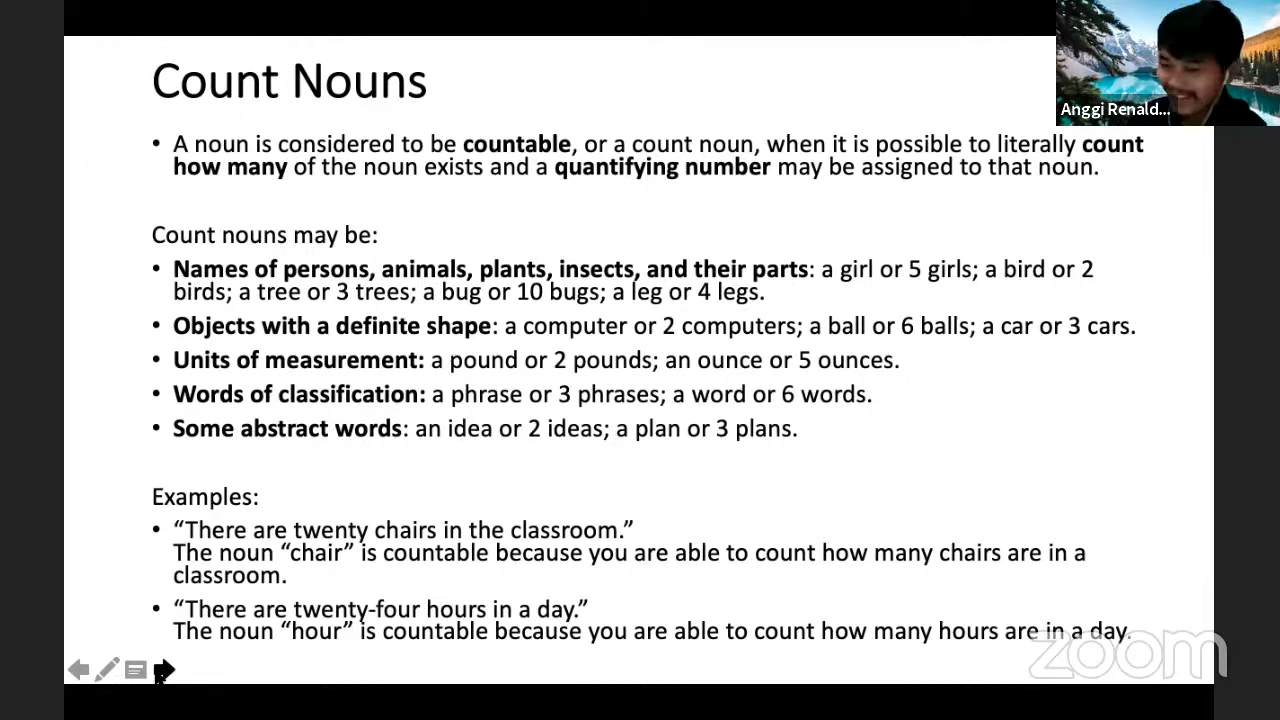 Count Nouns
Anggi Renald...
• A noun is considered to be countable, or a count noun, when it is possible to literally count
how many of the noun exists and a quantifying number may be assigned to that noun.
Count nouns may be:
• Names of persons, animals, plants, insects, and their parts: a girl or 5 girls; a bird or 2
birds; a tree or 3 trees; a bug or 10 bugs; a leg or 4 legs.
• Objects with a definite shape: a computer or 2 computers; a ball or 6 balls; a car or 3 cars.
• Units of measurement: a pound or 2 pounds; an ounce or 5 ounces.
• Words of classification: a phrase or 3 phrases; a word or 6 words.
• Some abstract words: an idea or 2 ideas; a plan or 3 plans.
Examples:
• “There are twenty chairs in the classroom.”
The noun “chair” is countable because you are able to count how many chairs are in a
classroom.
• “There are twenty-four hours in a day.”
The noun “hour” is countable because you are able to count how many hours are in a day.
zoom